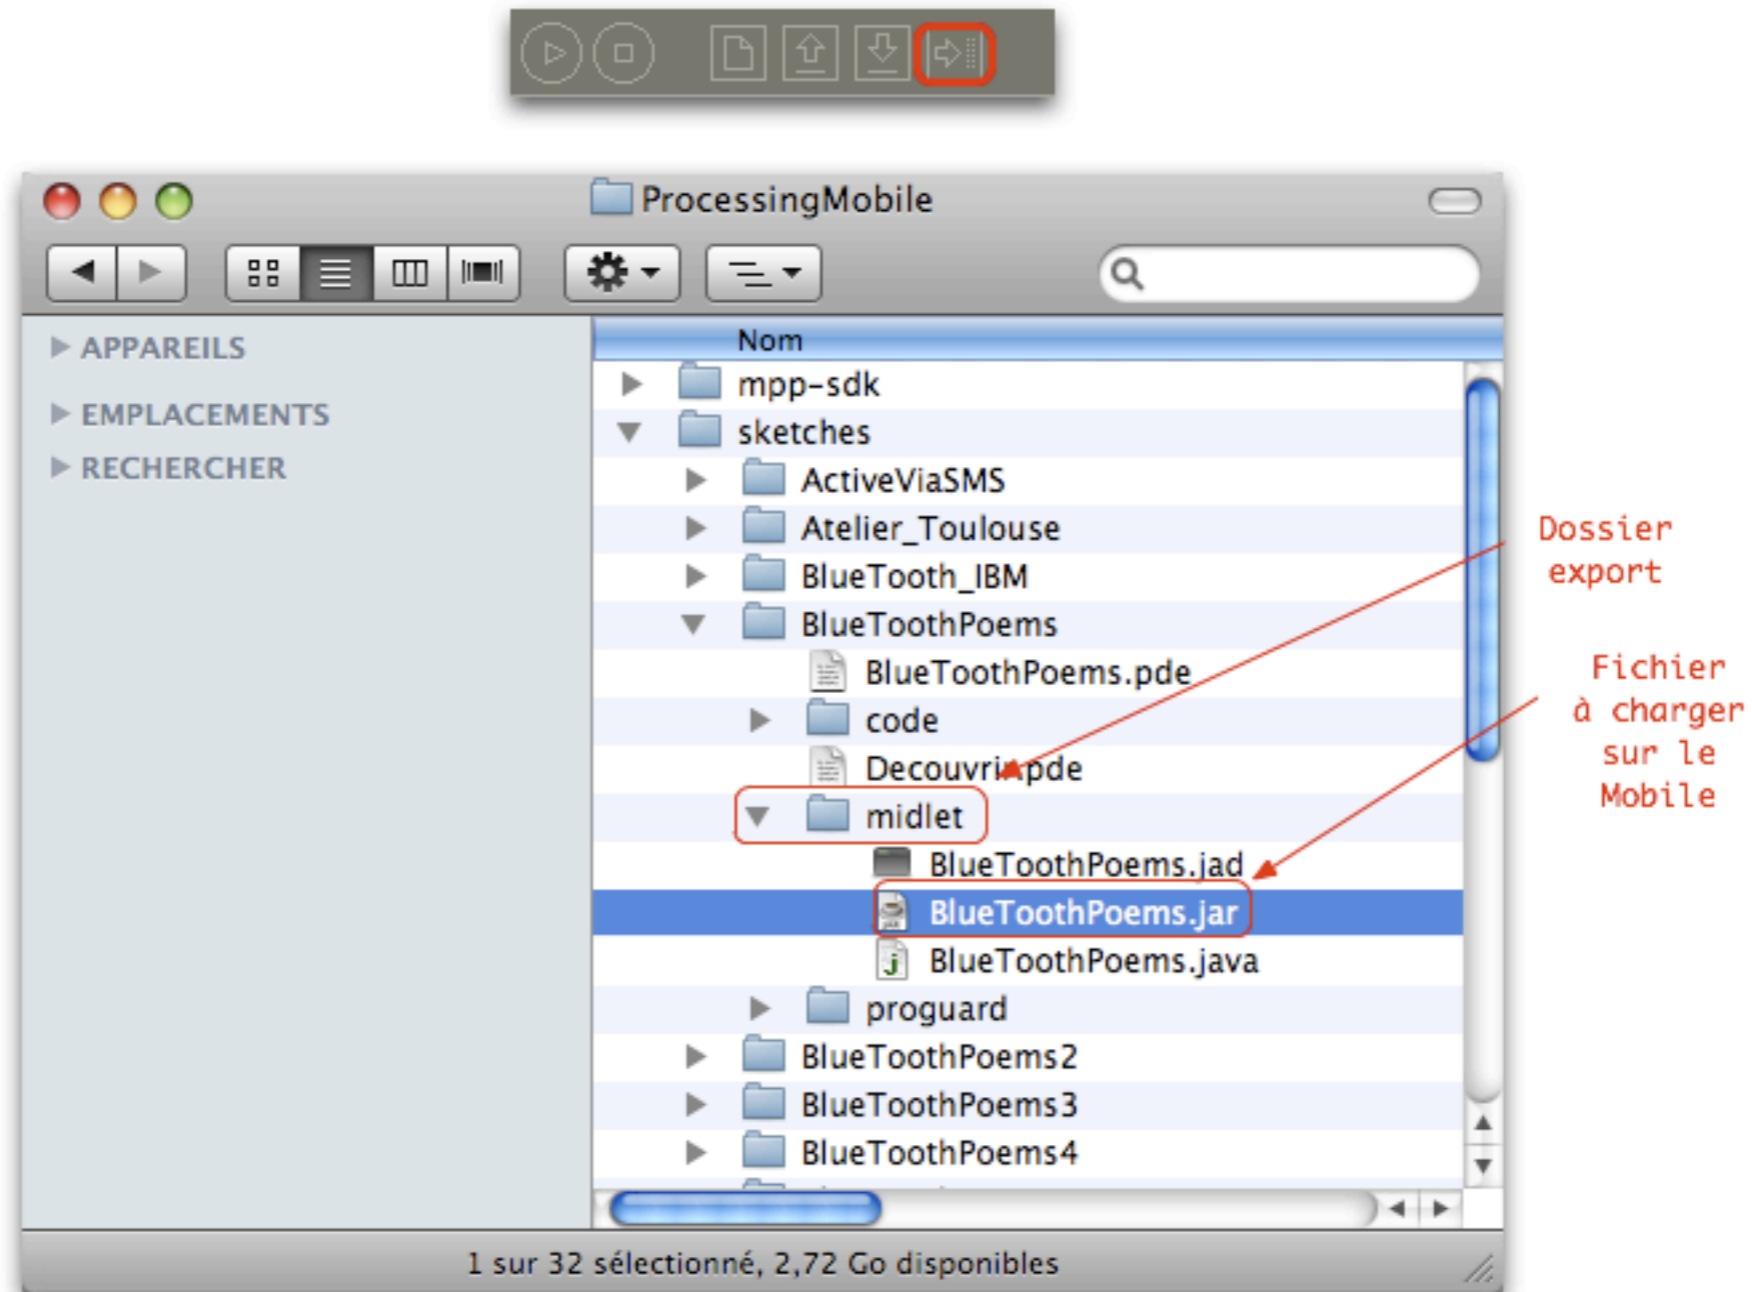 ProcessingMobile
APPAREILS
EMPLACEMENTS
RECHERCHER
Nom
mpp-sdk
sketches
ActiveViaSMS
Atelier_Toulouse
BlueTooth_IBM
BlueToothPoems
BlueToothPoems.pde
code
Decouvrir.pde
midlet
BlueToothPoems.jad
BlueToothPoems.jar
BlueToothPoems.java
proguard
BlueToothPoems2
BlueToothPoems3
BlueToothPoems4
1 sur 32 sélectionné, 2,72 Go disponibles
Dossier
export
Fichier
à charger
sur le
Mobile